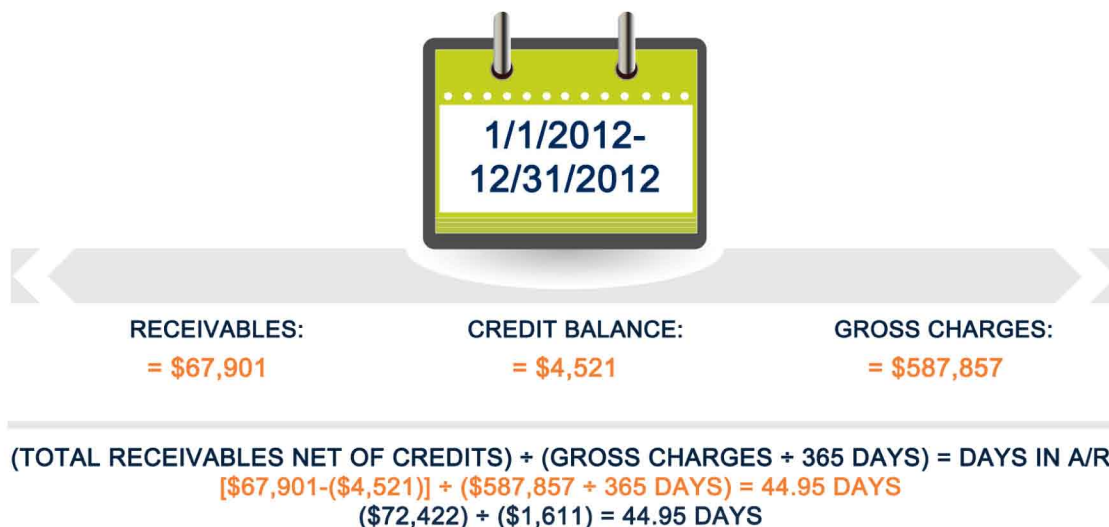 1/1/2012-
12/31/2012
RECEIVABLES: CREDIT BALANCE: GROSS CHARGES:
= $67,901 = $4,521 = $587,857
(TOTAL RECEIVABLES NET OF CREDITS) ÷ (GROSS CHARGES ÷ 365 DAYS) = DAYS IN A/R
[$67,901-($4,521)] ÷ ($587,857 ÷ 365 DAYS) = 44.95 DAYS
($72,422) ÷ ($1,611) = 44.95 DAYS